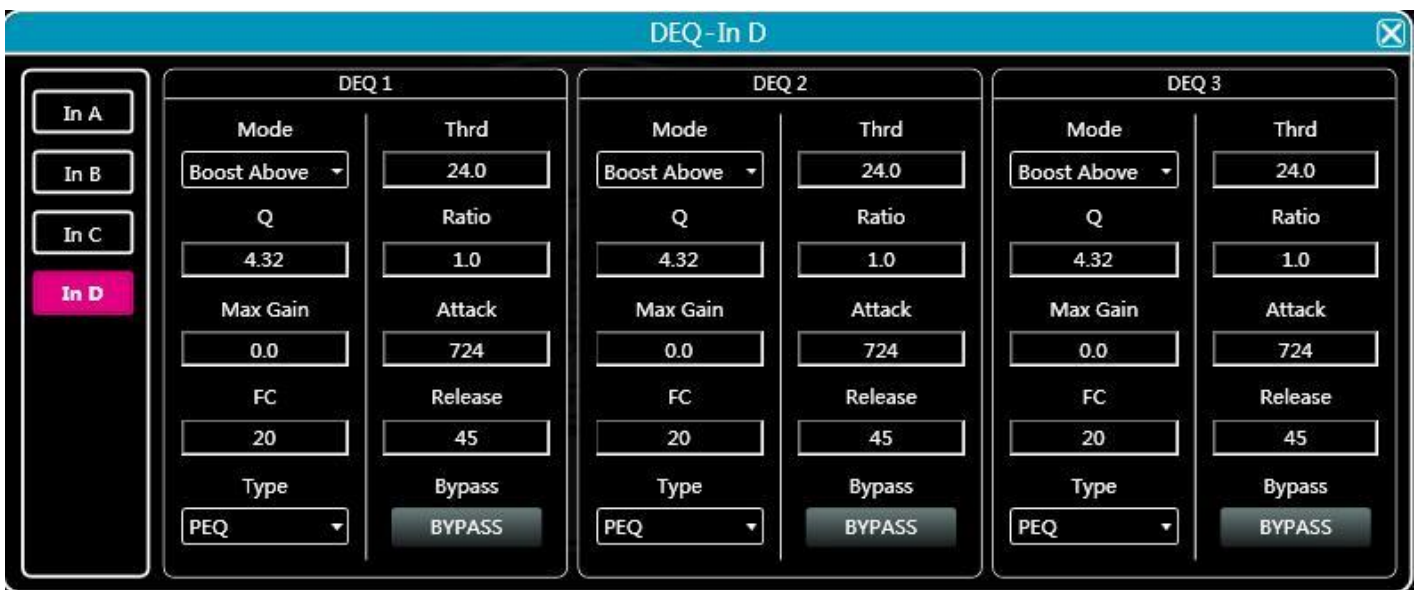 DEQ-In D
In A
In B
In C
In D
DEQ 1
Mode Thrd
Boost Above 24.0
Q Ratio
4.32 1.0
Max Gain Attack
0.0 724
FC Release
20 45
Type Bypass
PEQ BYPASS
DEQ 2
Mode Thrd
Boost Above 24.0
Q Ratio
4.32 1.0
Max Gain Attack
0.0 724
FC Release
20 45
Type Bypass
PEQ BYPASS
DEQ 3
Mode Thrd
Boost Above 24.0
Q Ratio
4.32 1.0
Max Gain Attack
0.0 724
FC Release
20 45
Type Bypass
PEQ BYPASS